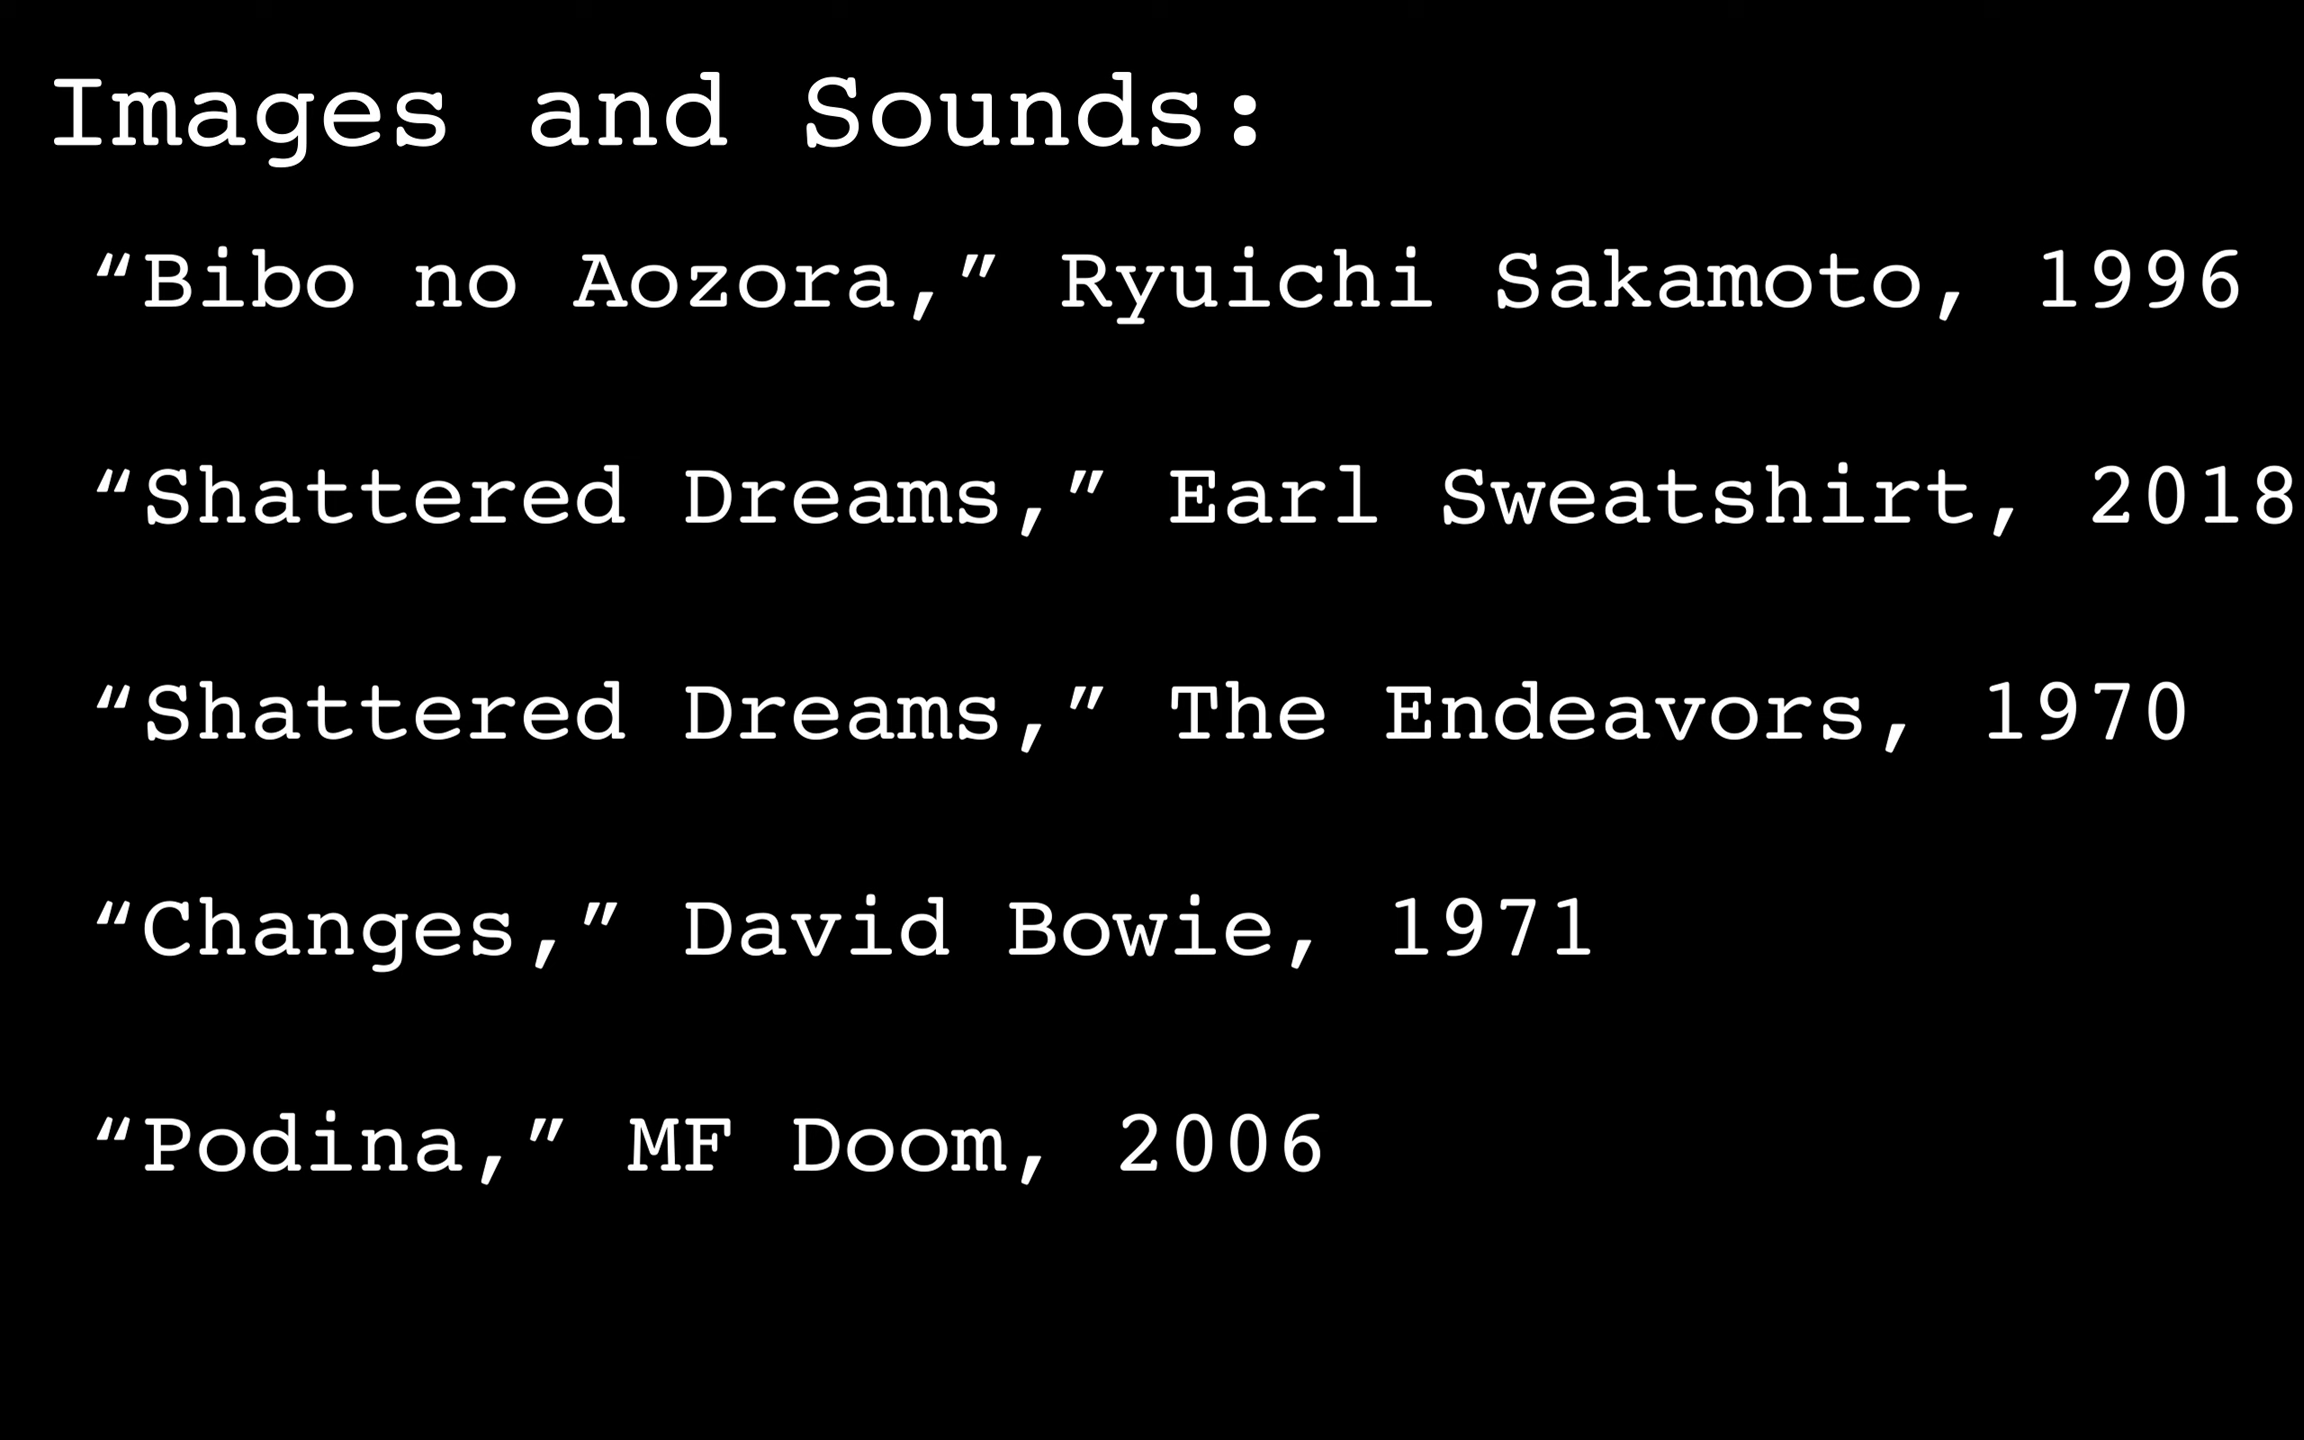 Images and Sounds:
“Bibo no Aozora,” Ryuichi Sakamoto, 1996
“Shattered Dreams,” Earl Sweatshirt, 2018
“Shattered Dreams,” The Endeavors, 1970
“Changes,” David Bowie, 1971
“Podina,” MF Doom, 2006